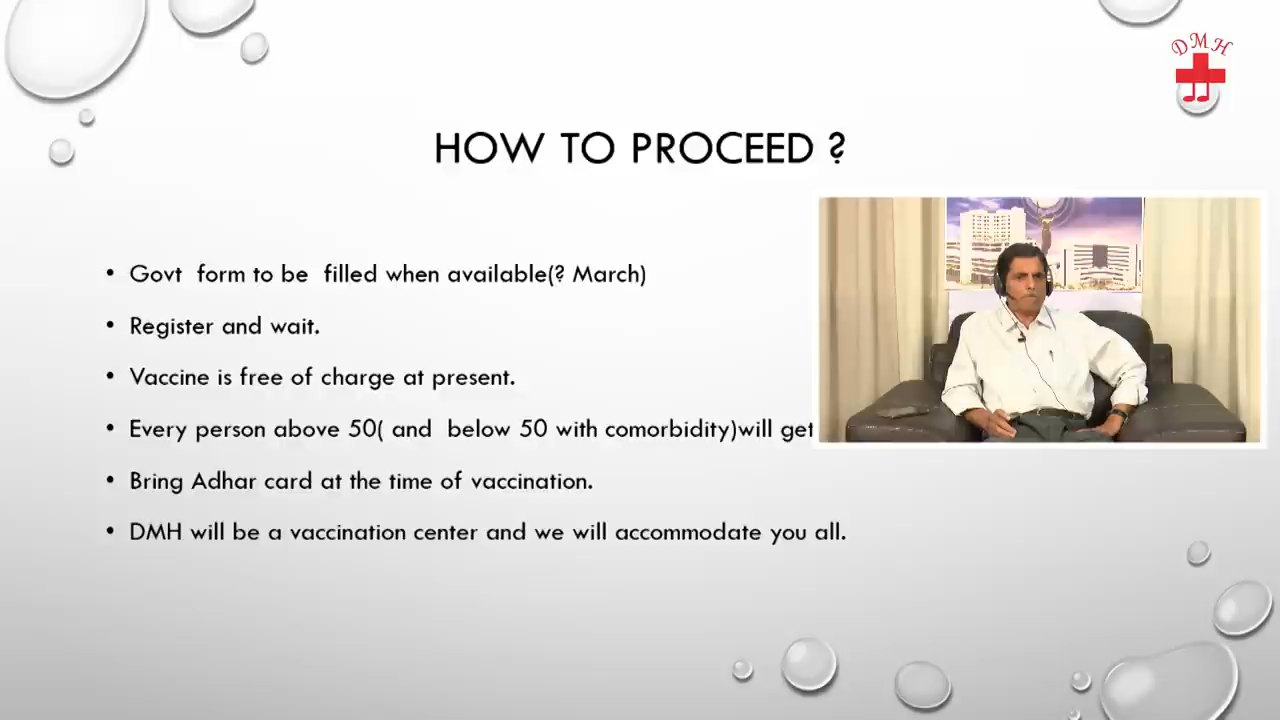 DMH
HOW TO PROCEED ?
• Govt form to be filled when available(? March)
• Register and wait.
• Vaccine is free of charge at present.
• Every person above 50( and below 50 with comorbidity)will get
• Bring Adhar card at the time of vaccination.
• DMH will be a vaccination center and we will accommodate you all.